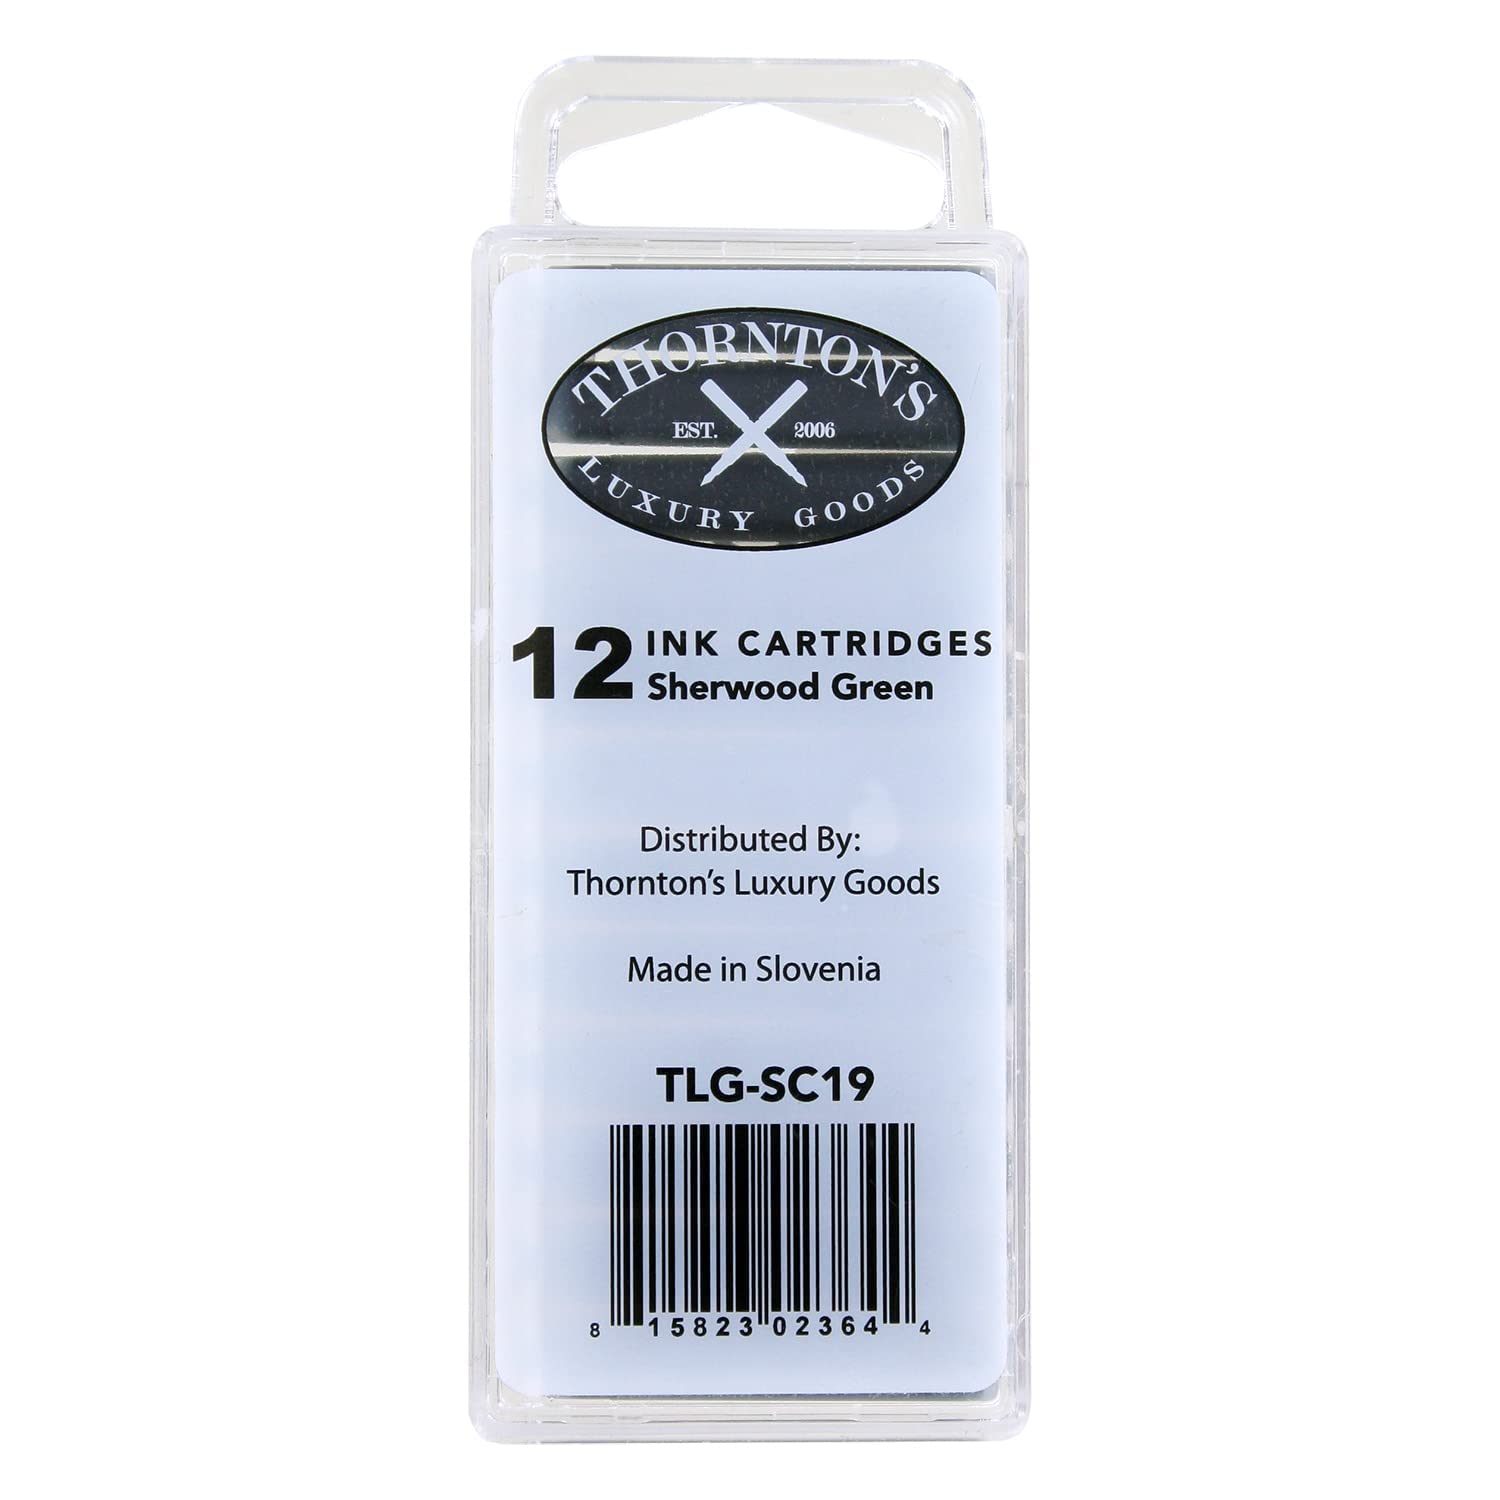 THORNTON'S
EST. 2006
LUXURY GOODS
12 INK CARTRIDGES
Sherwood Green
Distributed By:
Thornton's Luxury Goods
Made in Slovenia
TLG-SC19
8 15823 02364 4